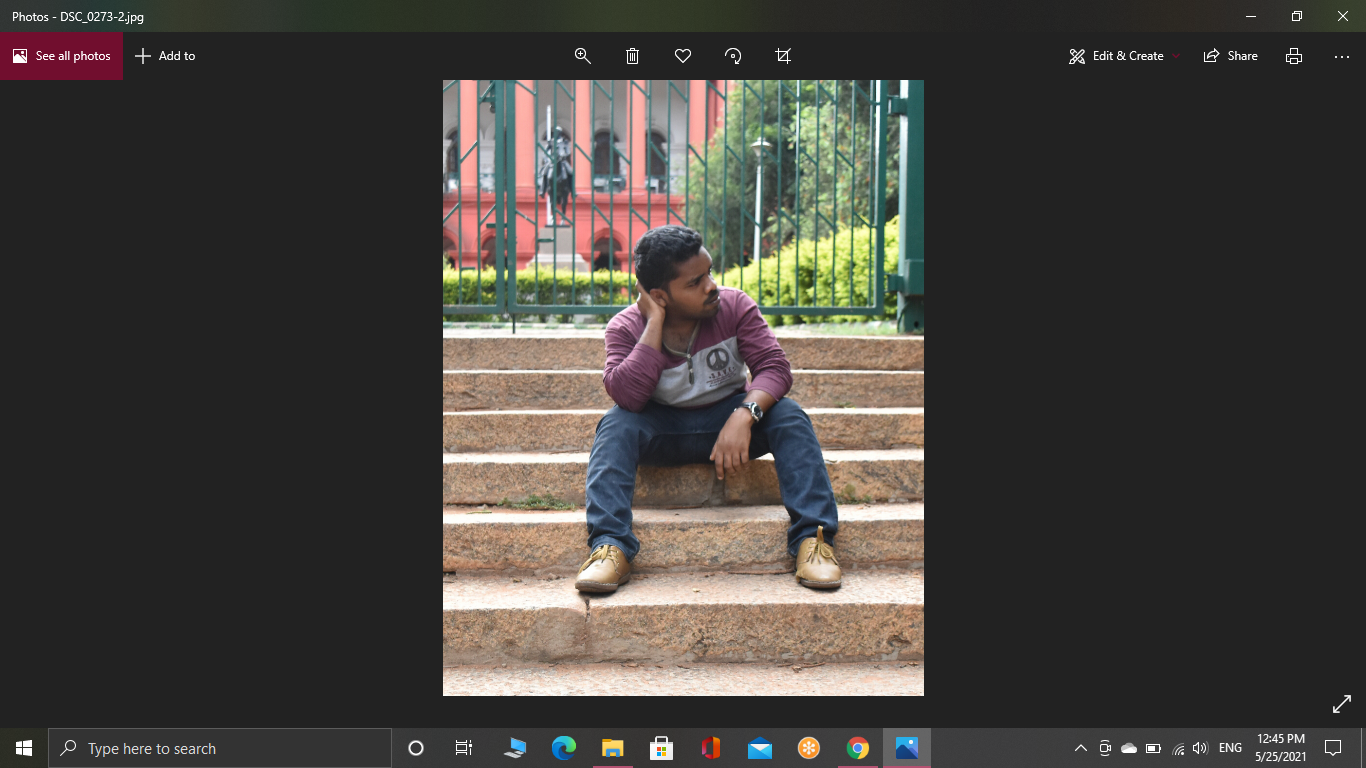 Photos - DSC_0273-2.jpg
See all photos
Add to
Edit & Create
Share
Type here to search
ENG
12:45 PM
5/25/2021